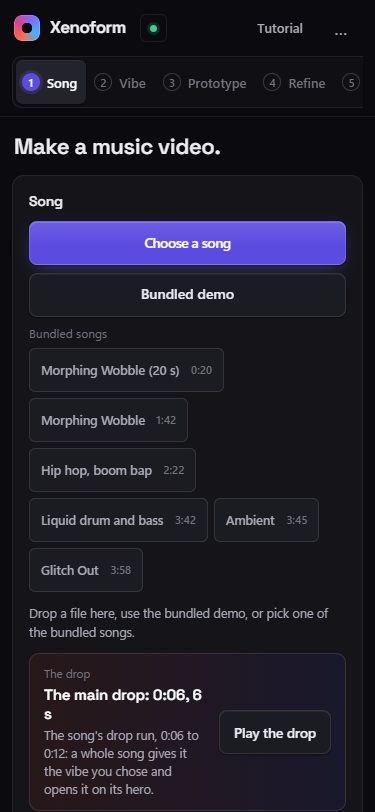 Xenoform
Tutorial ...
1 Song 2 Vibe 3 Prototype 4 Refine 5
Make a music video.
Song
Choose a song
Bundled demo
Bundled songs
Morphing Wobble (20 s) 0:20
Morphing Wobble 1:42
Hip hop, boom bap 2:22
Liquid drum and bass 3:42 Ambient 3:45
Glitch Out 3:58
Drop a file here, use the bundled demo, or pick one of
the bundled songs.
The drop
The main drop: 0:06, 6
s
The song's drop run, 0:06 to
0:12: a whole song gives it
the vibe you chose and
opens it on its hero.
Play the drop